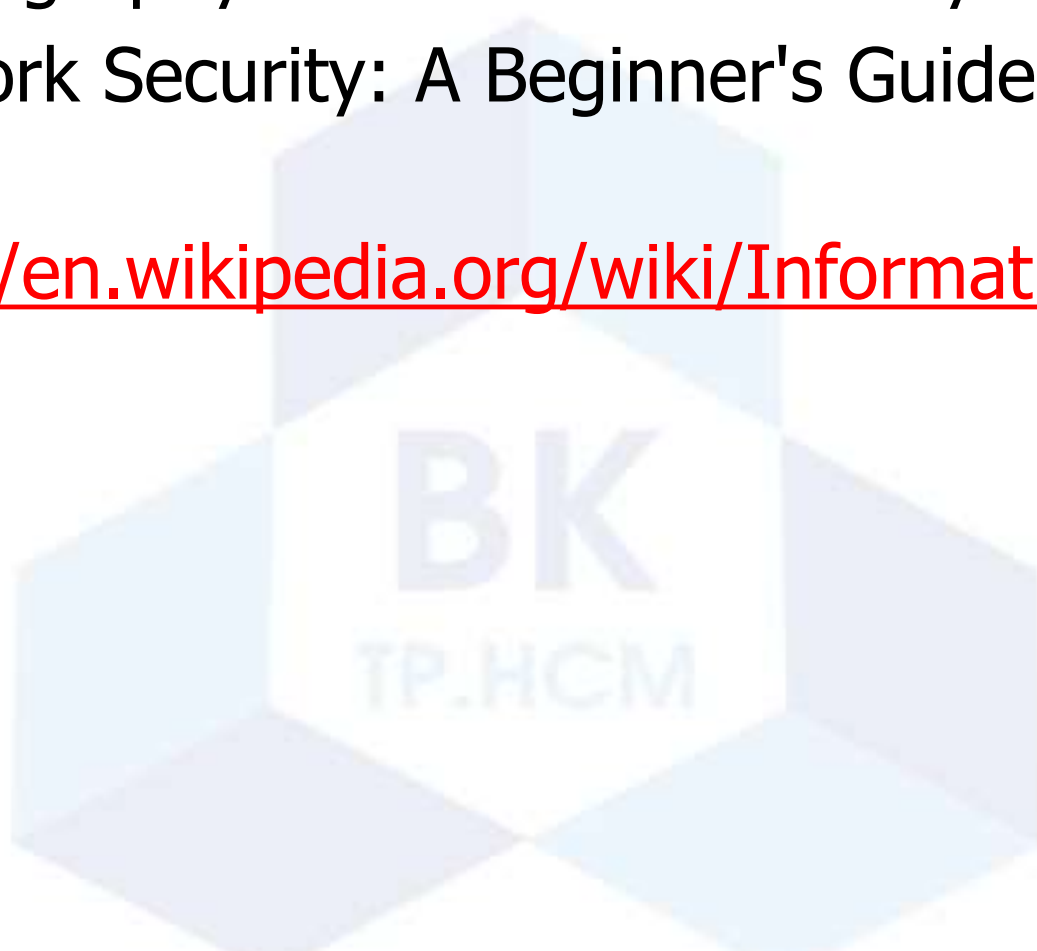 ork Security: A Beginner's Guide
/en.wikipedia.org/wiki/Informat
BK
TP.HCM